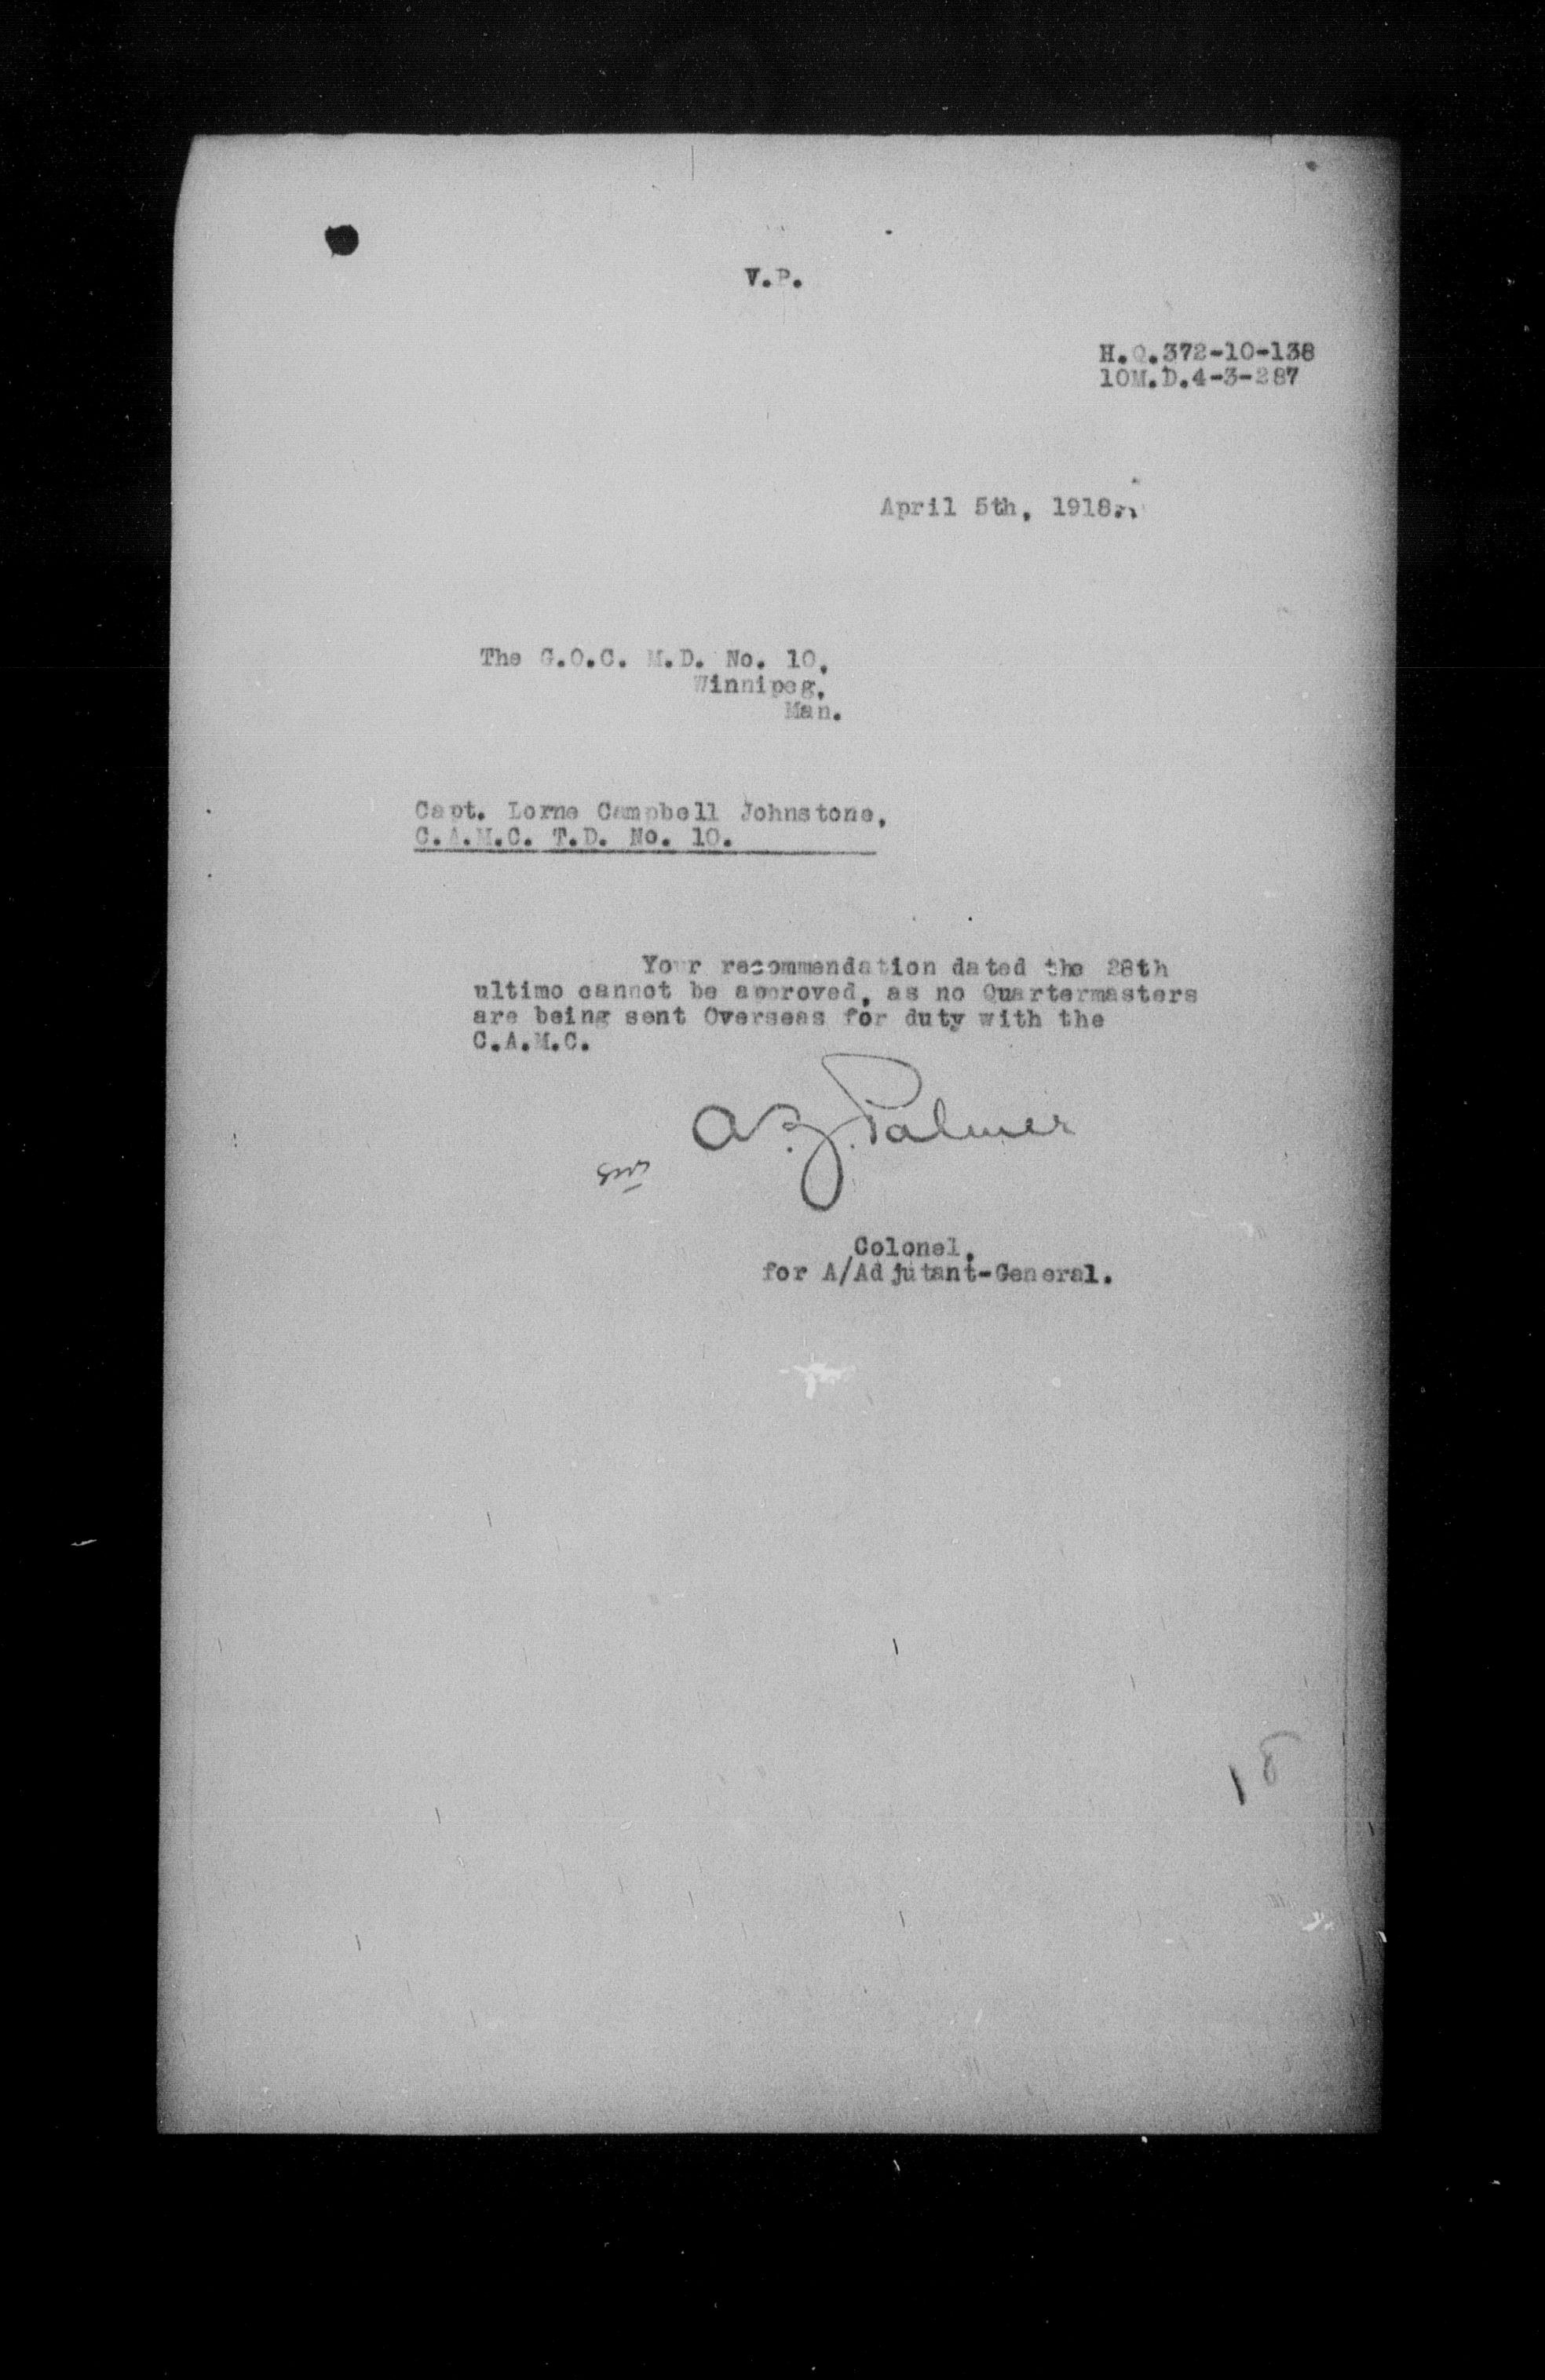 V.P.
H.Q.372-10-138
10M.D.4-3-287
April 5th, 1918.
The G.O.C. M.D. No. 10,
Winnipeg,
Man.
Capt. Lorne Campbell Johnstone,
C.A.M.C. T.D. No. 10.
Your recommendation dated the 28th
ultimo cannot be approved, as no Quartermasters
are being sent Overseas for duty with the
C.A.M.C.
Palmer
Colonel,
for A/Adjutant-General.
18